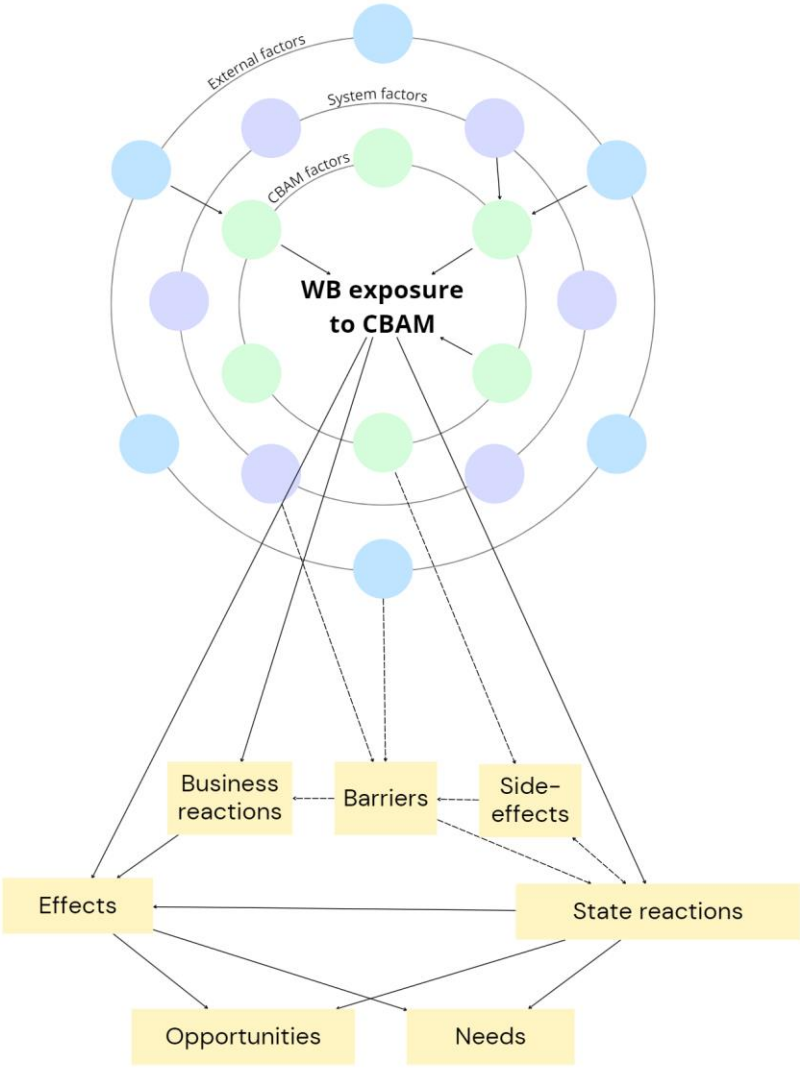 External factors
System factors
CBAM factors
WB exposure
to CBAM
Business
reactions
Barriers
Side-
effects
Effects
State reactions
Opportunities
Needs